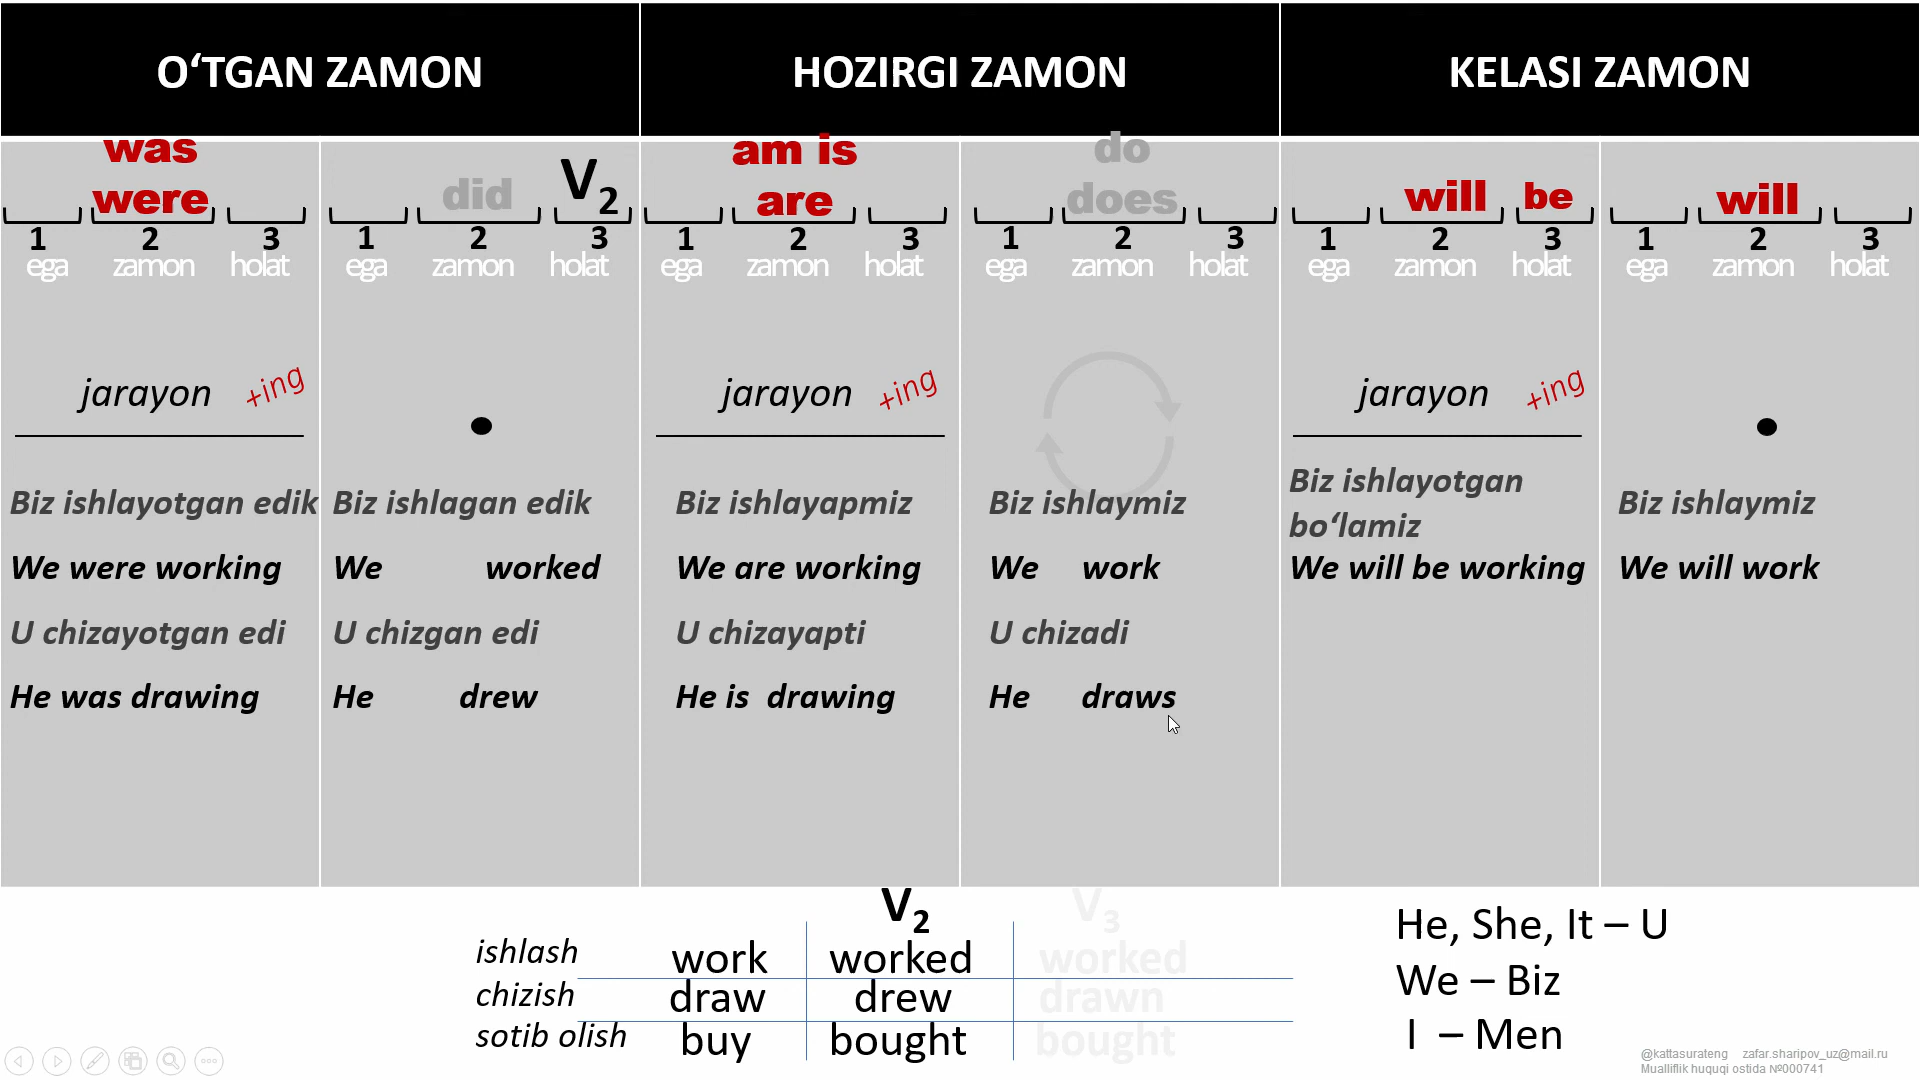 O‘TGAN ZAMON
HOZIRGI ZAMON
KELASI ZAMON
was
were
1 2 3
ega zamon holat
jarayon +ing
Biz ishlayotgan edik
We were working
U chizayotgan edi
He was drawing
did V2
1 2 3
ega zamon holat
Biz ishlagan edik
We worked
U chizgan edi
He drew
am is
are
1 2 3
ega zamon holat
jarayon +ing
Biz ishlayapmiz
We are working
U chizayapti
He is drawing
do
does
1 2 3
ega zamon holat
Biz ishlaymiz
We work
U chizadi
He draws
will be
1 2 3
ega zamon holat
jarayon +ing
Biz ishlayotgan
bo‘lamiz
We will be working
will
1 2 3
ega zamon holat
Biz ishlaymiz
We will work
V2 V3
ishlash work worked worked
chizish draw drew drawn
sotib olish buy bought bought
He, She, It – U
We – Biz
I – Men
@kattasurateng zafar.sharipov_uz@mail.ru
Mualliflik huquqi ostida №000741